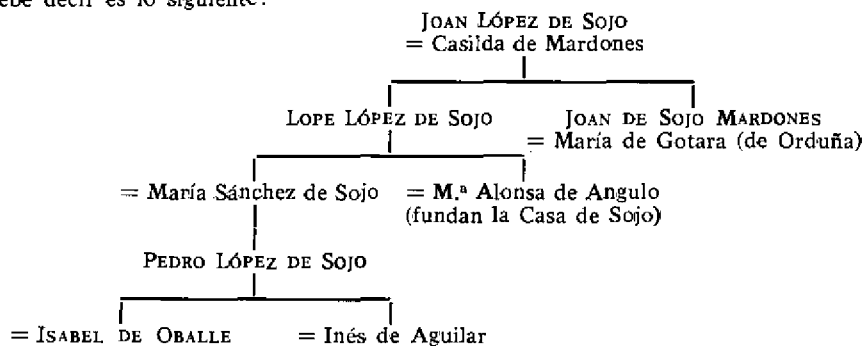 debe decir es lo siguiente:
JOAN LÓPEZ DE SOJO
= Casilda de Mardones
LOPE LÓPEZ DE SOJO
JOAN DE SOJO MARDONES
= María de Gotara (de Orduña)
= María Sánchez de Sojo
= M.ª Alonsa de Angulo
(fundan la Casa de Sojo)
PEDRO LÓPEZ DE SOJO
= ISABEL DE OBALLE
= Inés de Aguilar